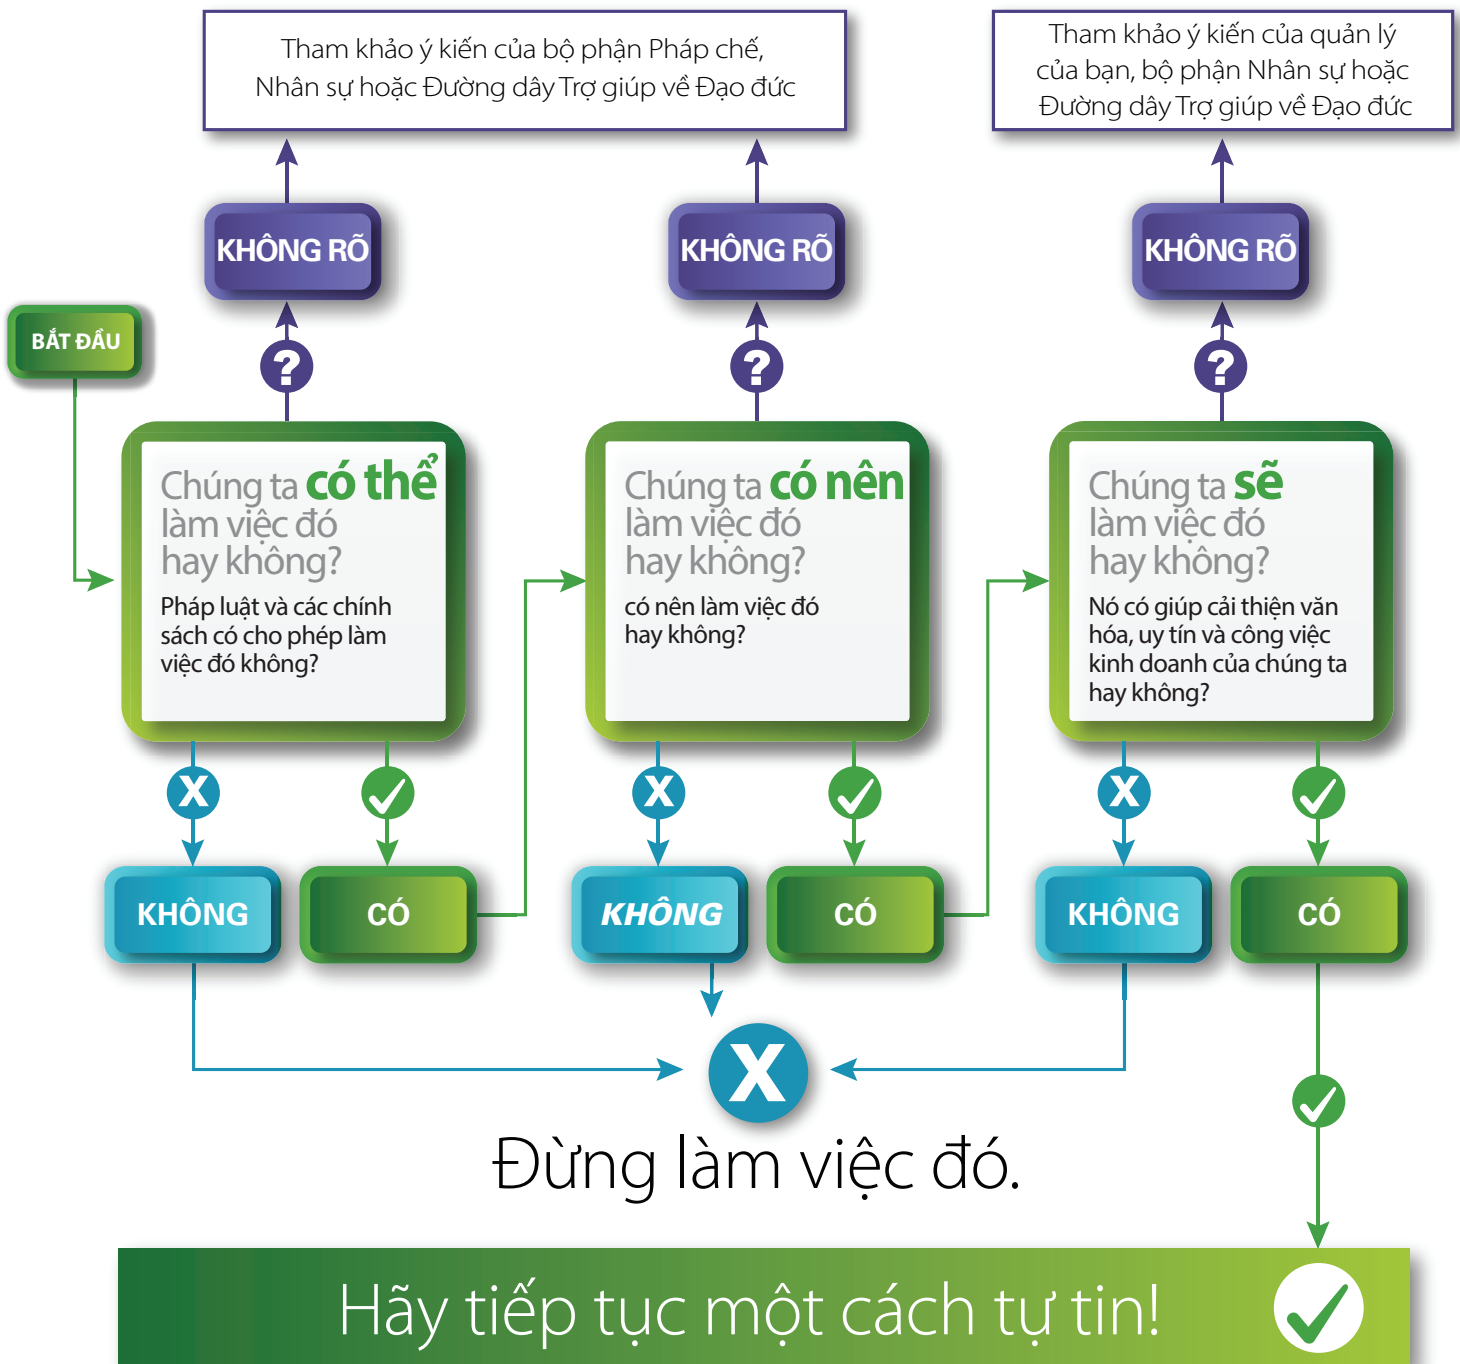 Tham khảo ý kiến của bộ phận Pháp chế,
Nhân sự hoặc Đường dây Trợ giúp về Đạo đức
Tham khảo ý kiến của quản lý
của bạn, bộ phận Nhân sự hoặc
Đường dây Trợ giúp về Đạo đức
KHÔNG RÕ
KHÔNG RÕ
KHÔNG RÕ
BẮT ĐẦU
?
?
?
Chúng ta có thể
làm việc đó
hay không?
Pháp luật và các chính
sách có cho phép làm
việc đó không?
Chúng ta có nên
làm việc đó
hay không?
có nên làm việc đó
hay không?
Chúng ta sẽ
làm việc đó
hay không?
Nó có giúp cải thiện văn
hóa, uy tín và công việc
kinh doanh của chúng ta
hay không?
X
X
X
KHÔNG
CÓ
KHÔNG
CÓ
KHÔNG
CÓ
X
Đừng làm việc đó.
Hãy tiếp tục một cách tự tin!